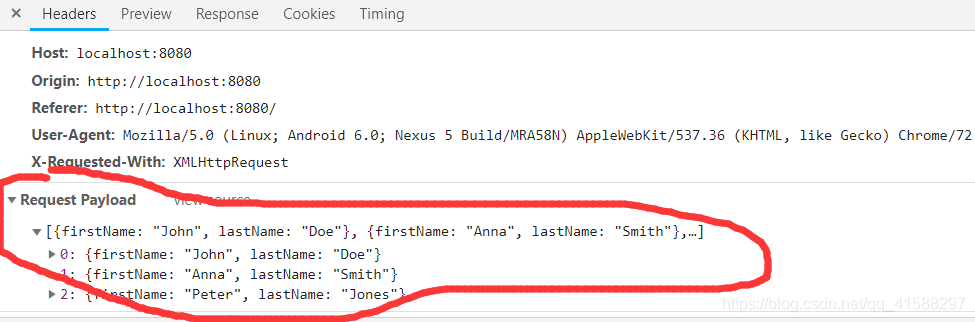 × Headers Preview Response Cookies Timing
Host: localhost:8080
Origin: http://localhost:8080
Referer: http://localhost:8080/
User-Agent: Mozilla/5.0 (Linux; Android 6.0; Nexus 5 Build/MRA58N) AppleWebKit/537.36 (KHTML, like Gecko) Chrome/72
X-Requested-With: XMLHttpRequest
▼Request Payload view source
▼[{firstName: "John", lastName: "Doe"}, {firstName: "Anna", lastName: "Smith"},…]
▶0: {firstName: "John", lastName: "Doe"}
1: {firstName: "Anna", lastName: "Smith"}
▶2: {firstName: "Peter", lastName: "Jones"}
https://blog.csdn.net/qq_41588297